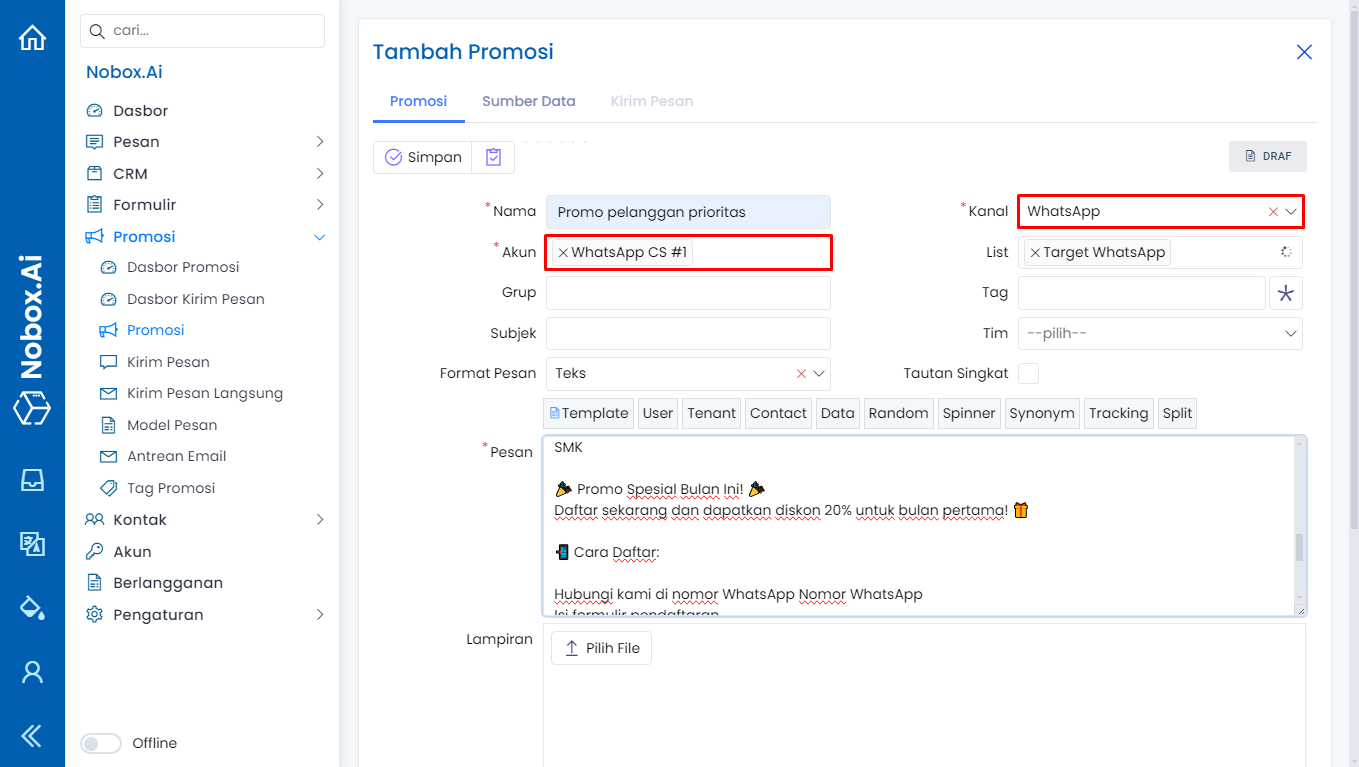 cari...
Nobox.Ai
Dasbor
Pesan
CRM
Formulir
Promosi
Dasbor Promosi
Dasbor Kirim Pesan
Promosi
Kirim Pesan
Kirim Pesan Langsung
Model Pesan
Antrean Email
Tag Promosi
Kontak
Akun
Berlangganan
Pengaturan
Offline
Nobox.Ai
Tambah Promosi
Promosi Sumber Data Kirim Pesan
Simpan DRAF
*Nama Promo pelanggan prioritas *Kanal WhatsApp
*Akun WhatsApp CS #1 List Target WhatsApp
Grup Tag
Subjek Tim --pilih--
Format Pesan Teks Tautan Singkat
Template User Tenant Contact Data Random Spinner Synonym Tracking Split
*Pesan
SMK
🎉 Promo Spesial Bulan Ini! 🎉
Daftar sekarang dan dapatkan diskon 20% untuk bulan pertama! 🎁
📲 Cara Daftar:
Hubungi kami di nomor WhatsApp Nomor WhatsApp
Isi formulir pendaftaran
Lampiran Pilih File